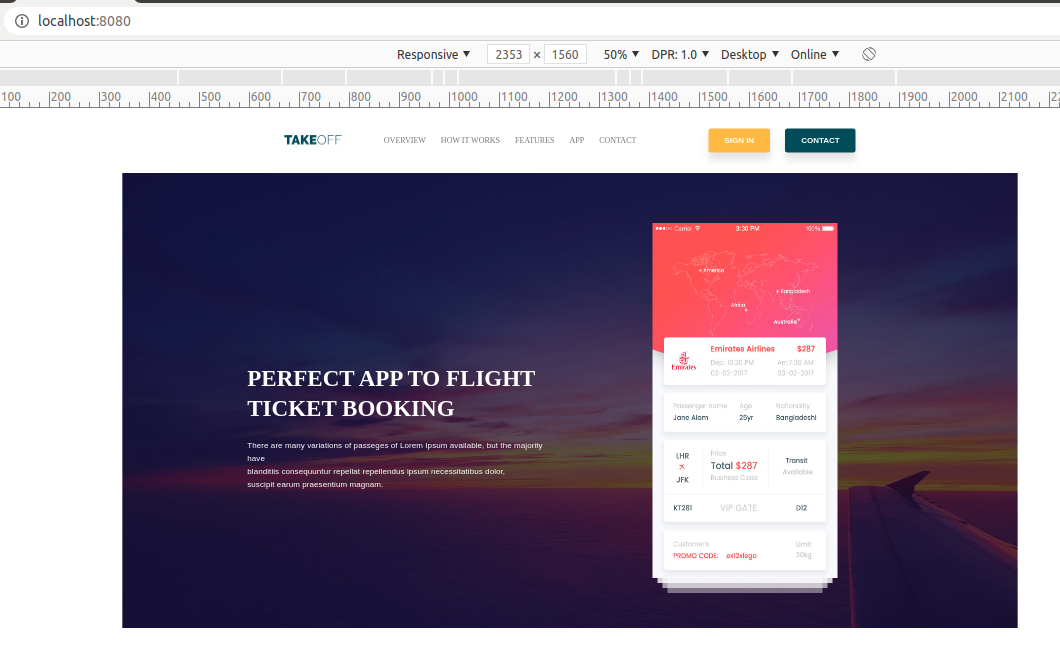 localhost:8080
Responsive ▼ 2353 × 1560 50% ▼ DPR: 1.0 ▼ Desktop ▼ Online ▼
100 200 300 400 500 600 700 800 900 1000 1100 1200 1300 1400 1500 1600 1700 1800 1900 2000 2100
TAKEOFF OVERVIEW HOW IT WORKS FEATURES APP CONTACT SIGN IN CONTACT
Carrier 3:30 PM 100%
America
Bangladesh
Africa
Australia
Emirates Airlines $287
Emirates
Dep: 10.30 PM Arr:7:30 AM
02-02-2017 03-02-2017
PERFECT APP TO FLIGHT
TICKET BOOKING
There are many variations of passeges of Lorem Ipsum available, but the majority
have
blanditiis consequuntur repellat repellendus ipsum necessitatibus dolor,
suscipit earum praesentium magnam.
Passenger name Age Nationality
Jane Alam 25yr Bangladeshi
LHR
JFK
Price
Total $287
Business Class
Transit
Available
KT281 VIP GATE D12
Customer's Limit
PROMO CODE: ex12xlego 20kg